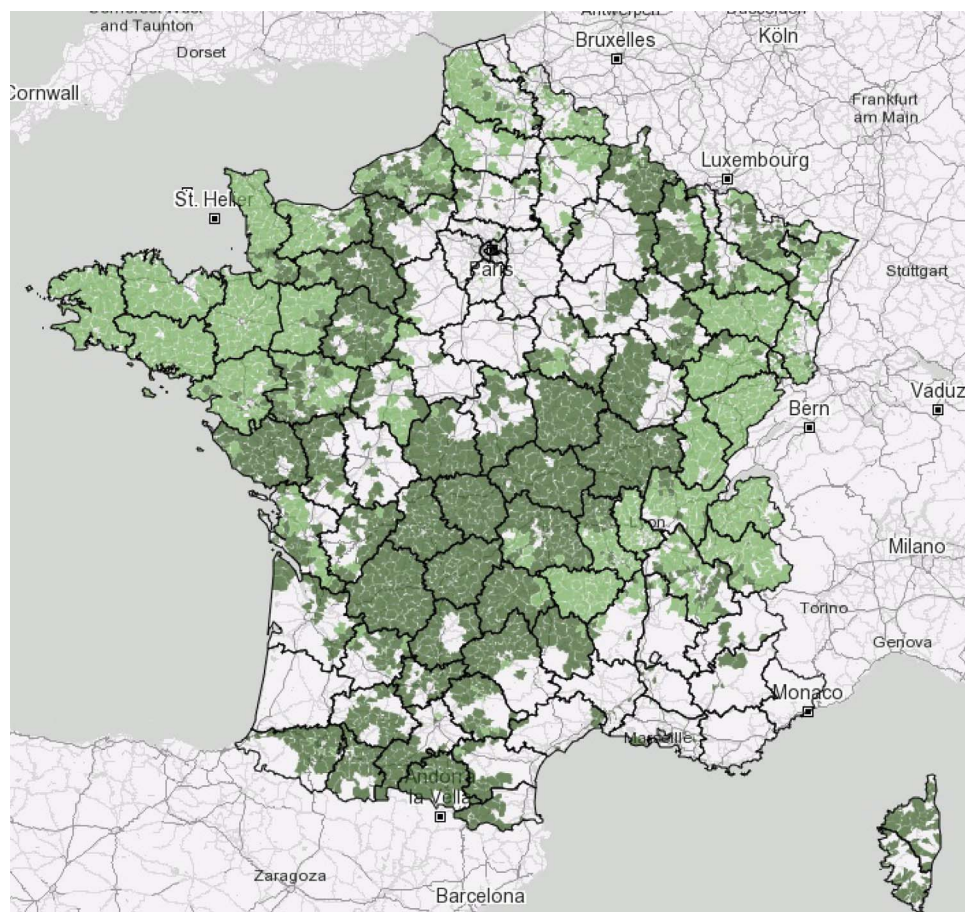 and Taunton
Dorset
Bruxelles
Köln
Cornwall
Frankfurt
am Main
Luxembourg
St. Helier
Paris
Stuttgart
Bern
Vaduz
Lyon
Milano
Torino
Genova
Monaco
Marseille
Andorra
la Vella
Zaragoza
Barcelona